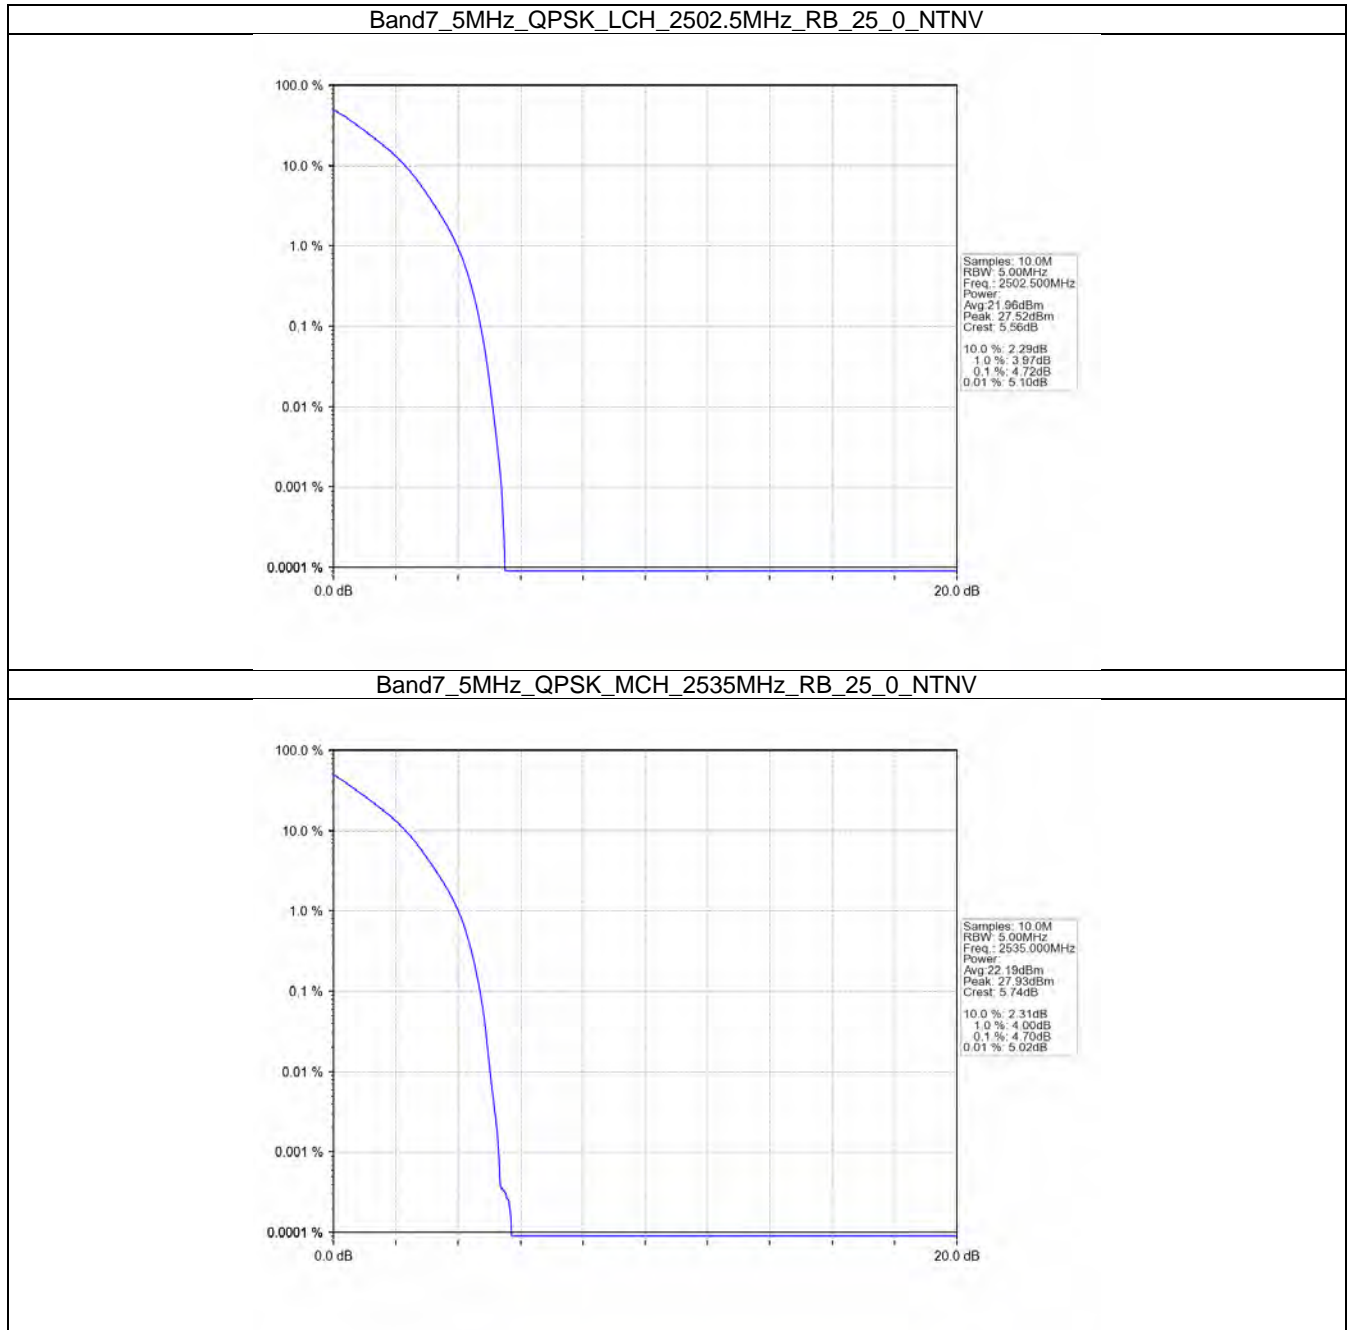 Band7_5MHz_QPSK_LCH_2502.5MHz_RB_25_0_NTNV
100.0 %
10.0 %
1.0 %
0.1 %
0.01 %
0.001 %
0.0001 %
0.0 dB
20.0 dB
Samples: 10.0M
RBW: 5.00MHz
Freq.: 2502.500MHz
Power:
Avg:21.96dBm
Peak: 27.52dBm
Crest: 5.56dB
10.0 %: 2.29dB
1.0 %: 3.97dB
0.1 %: 4.72dB
0.01 %: 5.10dB
Band7_5MHz_QPSK_MCH_2535MHz_RB_25_0_NTNV
100.0 %
10.0 %
1.0 %
0.1 %
0.01 %
0.001 %
0.0001 %
0.0 dB
20.0 dB
Samples: 10.0M
RBW: 5.00MHz
Freq.: 2535.000MHz
Power:
Avg:22.19dBm
Peak: 27.93dBm
Crest: 5.74dB
10.0 %: 2.31dB
1.0 %: 4.00dB
0.1 %: 4.70dB
0.01 %: 5.02dB